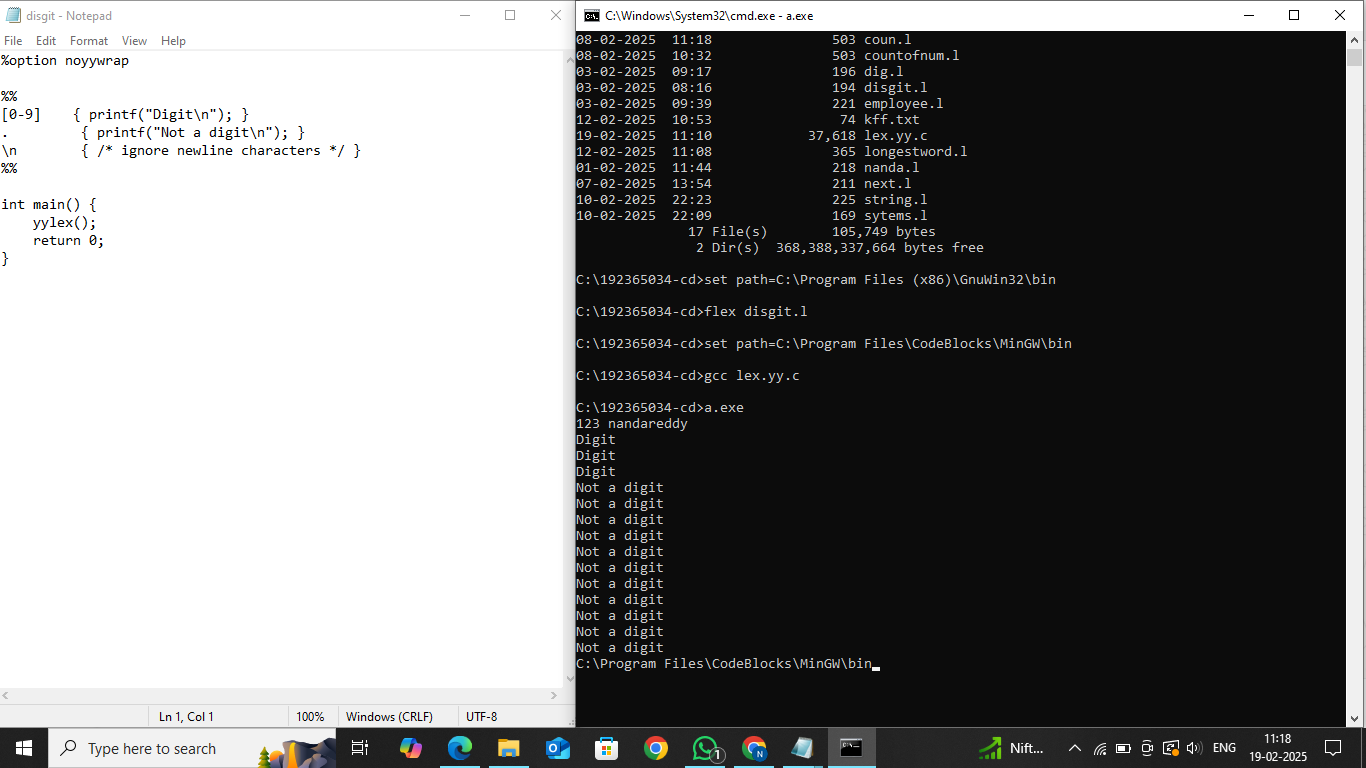 disgit - Notepad
File Edit Format View Help
%option noyywrap
%%
[0-9]    { printf("Digit\n"); }
.         { printf("Not a digit\n"); }
\n        { /* ignore newline characters */ }
%%
int main() {
    yylex();
    return 0;
}
Ln 1, Col 1 100% Windows (CRLF) UTF-8
C:\Windows\System32\cmd.exe - a.exe
08-02-2025  11:18               503 coun.l
08-02-2025  10:32               503 countofnum.l
03-02-2025  09:17               196 dig.l
03-02-2025  08:16               194 disgit.l
03-02-2025  09:39               221 employee.l
12-02-2025  10:53                74 kff.txt
19-02-2025  11:10            37,618 lex.yy.c
12-02-2025  11:08               365 longestword.l
01-02-2025  11:44               218 nanda.l
07-02-2025  13:54               211 next.l
10-02-2025  22:23               225 string.l
10-02-2025  22:09               169 sytems.l
              17 File(s)        105,749 bytes
               2 Dir(s)  368,388,337,664 bytes free
C:\192365034-cd>set path=C:\Program Files (x86)\GnuWin32\bin
C:\192365034-cd>flex disgit.l
C:\192365034-cd>set path=C:\Program Files\CodeBlocks\MinGW\bin
C:\192365034-cd>gcc lex.yy.c
C:\192365034-cd>a.exe
123 nandareddy
Digit
Digit
Digit
Not a digit
Not a digit
Not a digit
Not a digit
Not a digit
Not a digit
Not a digit
Not a digit
Not a digit
Not a digit
Not a digit
C:\Program Files\CodeBlocks\MinGW\bin
Type here to search
1
N
Nift...
ENG
11:18
19-02-2025